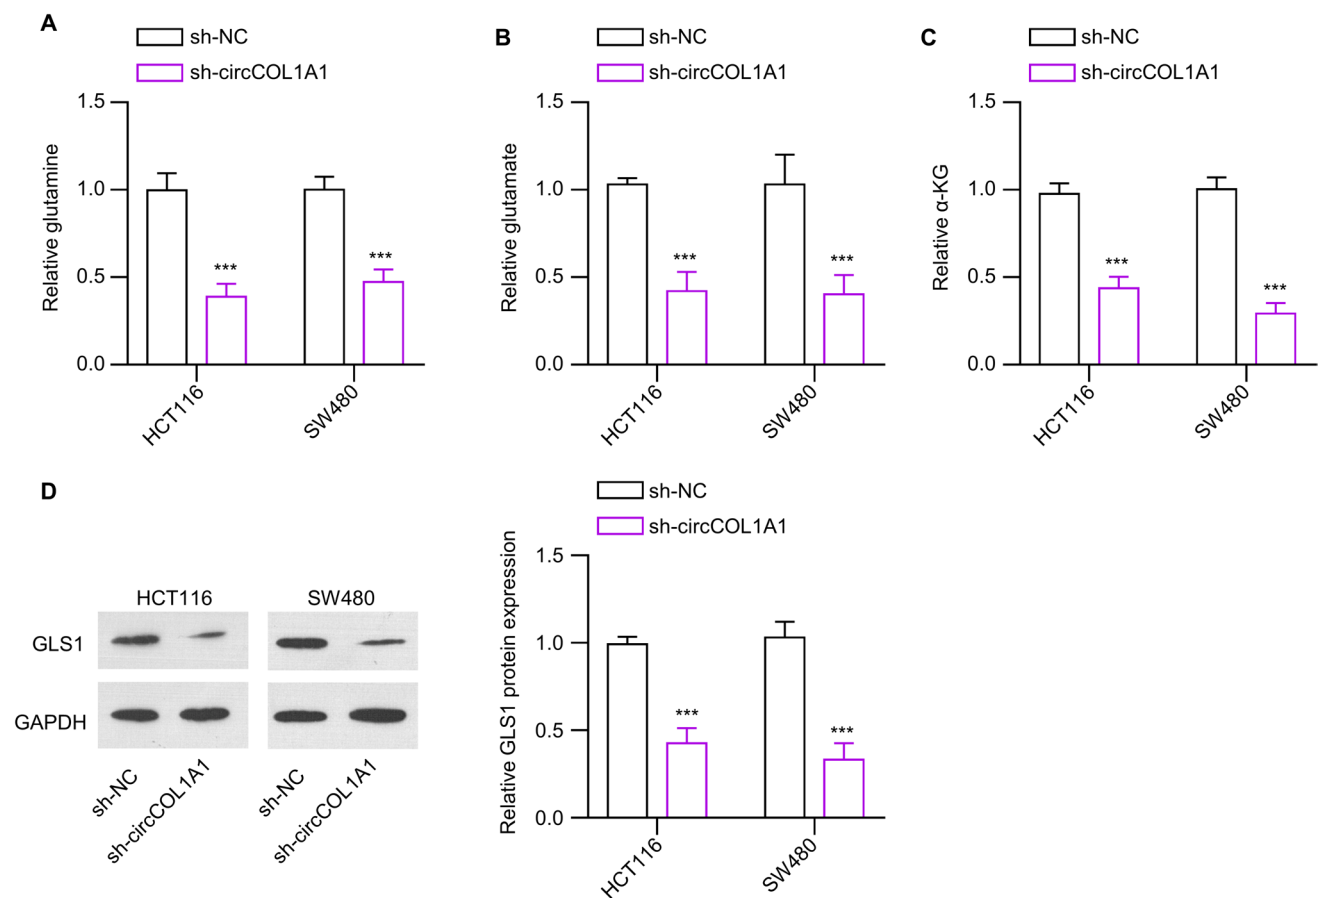 A
sh-NC
sh-circCOL1A1
Relative glutamine
1.5
1.0
0.5
0.0
***
***
HCT116
SW480
B
sh-NC
sh-circCOL1A1
Relative glutamate
1.5
1.0
0.5
0.0
***
***
HCT116
SW480
C
sh-NC
sh-circCOL1A1
Relative α-KG
1.5
1.0
0.5
0.0
***
***
HCT116
SW480
D
HCT116
SW480
GLS1
GAPDH
sh-NC
sh-circCOL1A1
sh-NC
sh-circCOL1A1
sh-NC
sh-circCOL1A1
Relative GLS1 protein expression
1.5
1.0
0.5
0.0
***
***
HCT116
SW480